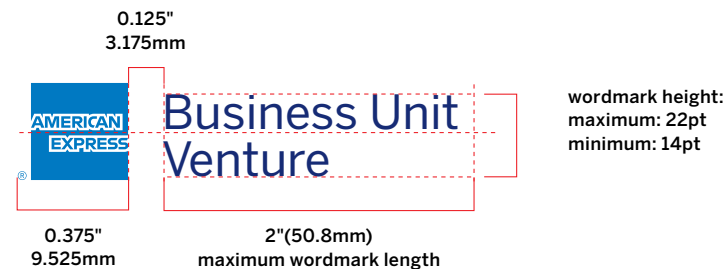 0.125"
3.175mm
AMERICAN
EXPRESS
®
Business Unit
Venture
wordmark height:
maximum: 22pt
minimum: 14pt
0.375"
9.525mm
2"(50.8mm)
maximum wordmark length